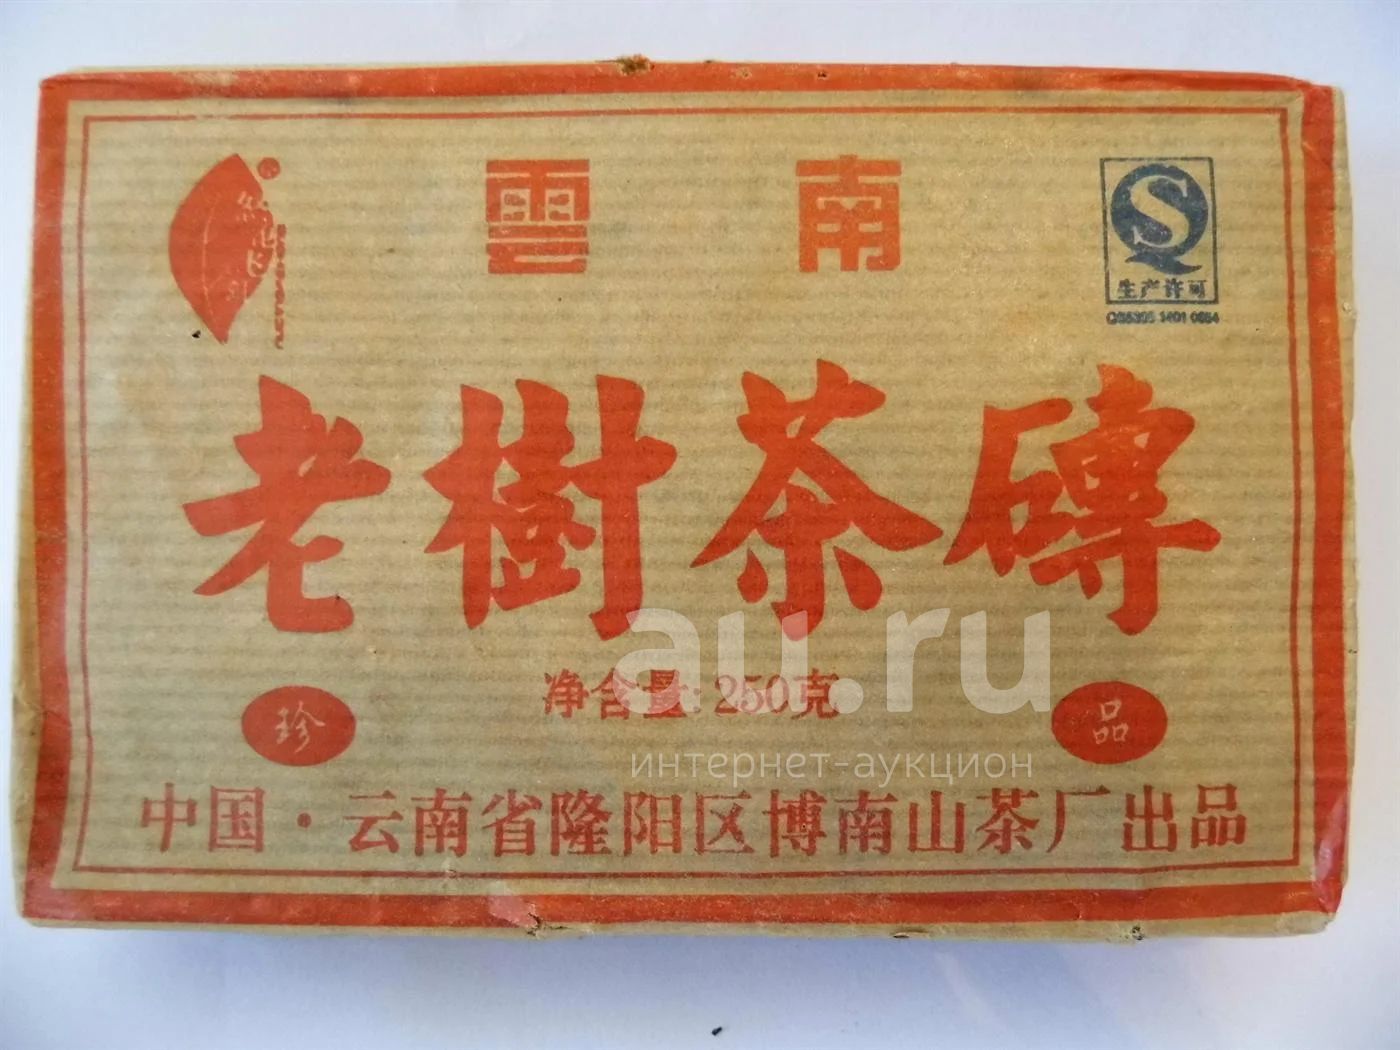 雲南
生产许可
老樹茶磚
净含量: 250克
珍品
中国·云南省隆阳区博南山茶厂出品
au.ru
интернет-аукцион